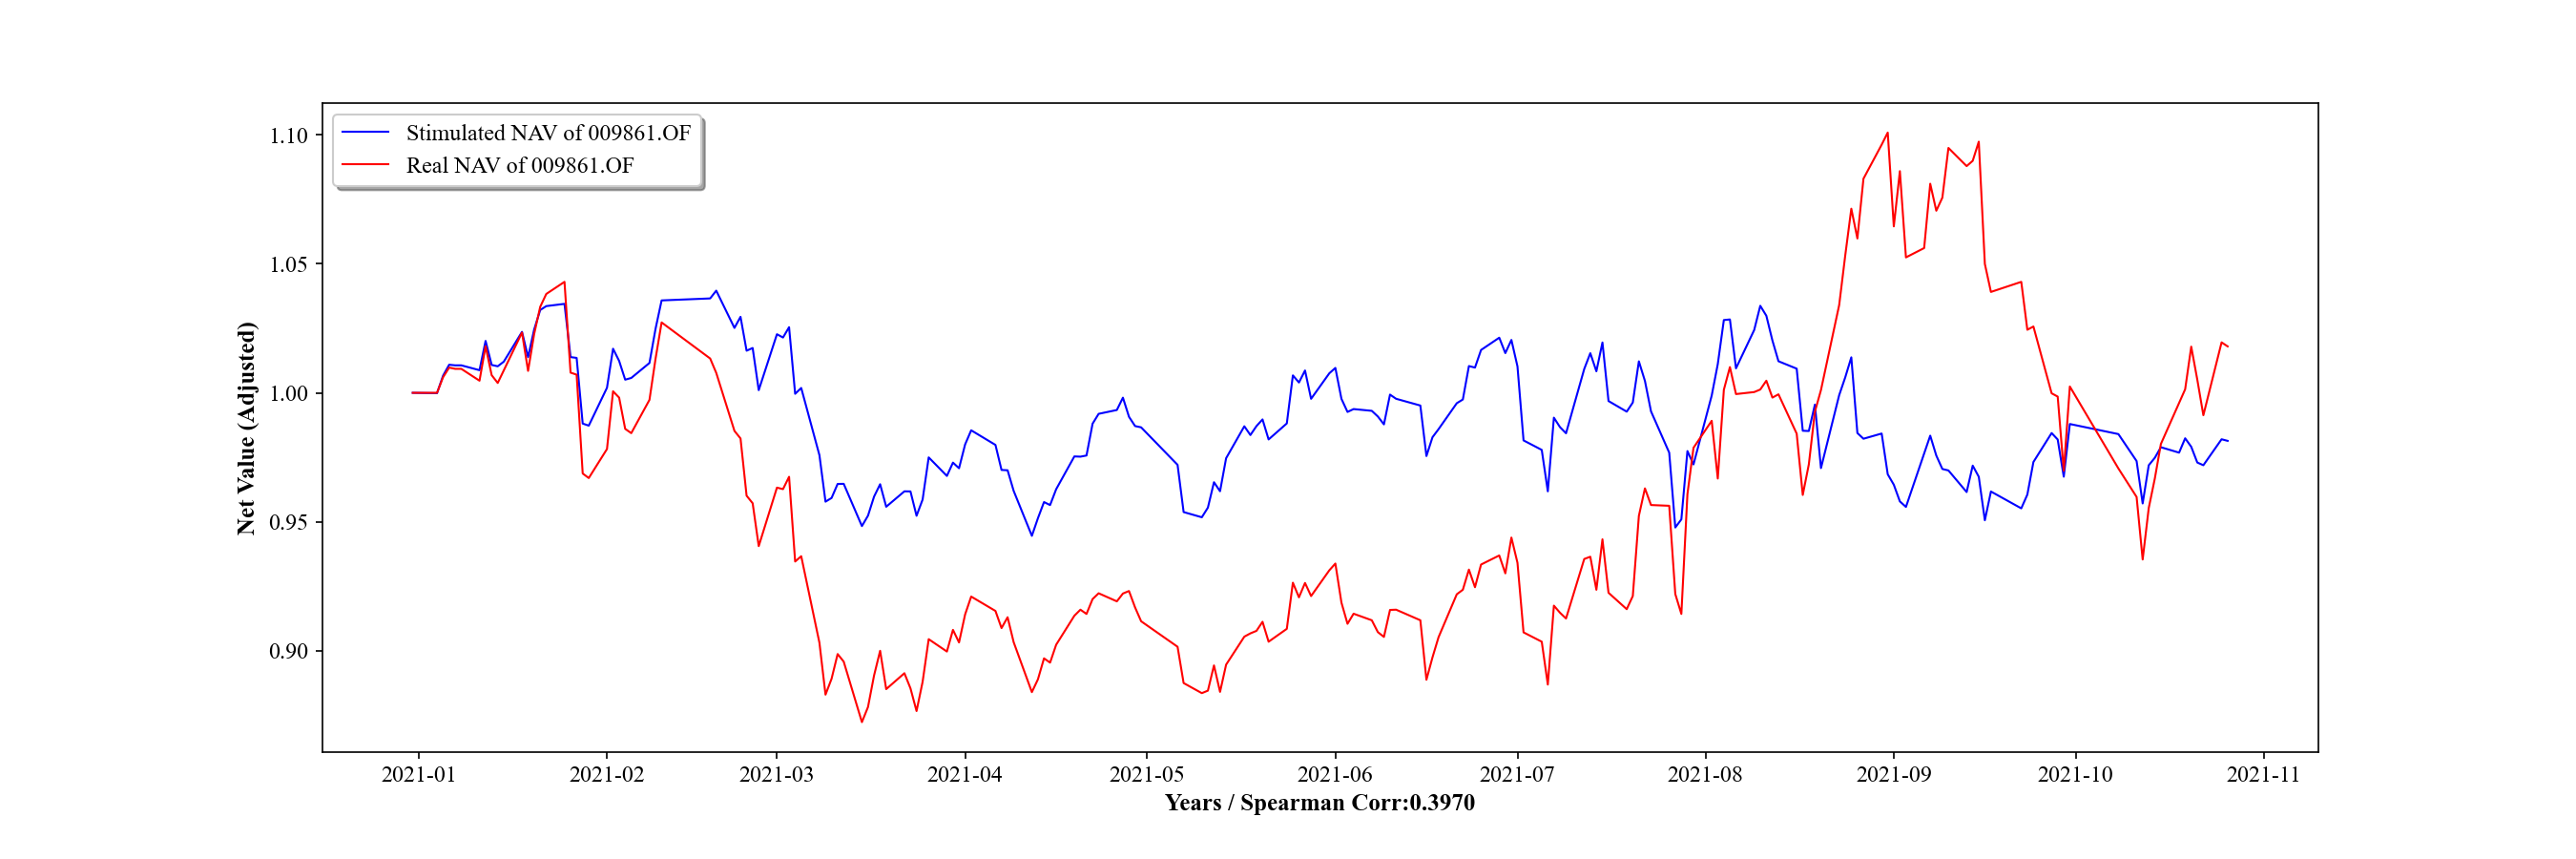 Stimulated NAV of 009861.OF
Real NAV of 009861.OF
Net Value (Adjusted)
1.10
1.05
1.00
0.95
0.90
2021-01 2021-02 2021-03 2021-04 2021-05 2021-06 2021-07 2021-08 2021-09 2021-10 2021-11
Years / Spearman Corr:0.3970